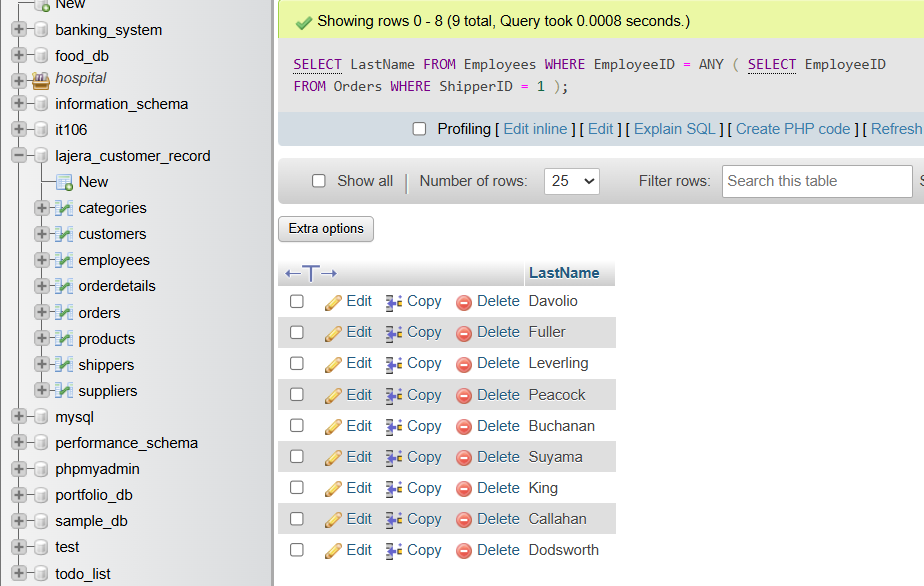 New
banking_system
food_db
hospital
information_schema
it106
lajera_customer_record
New
categories
customers
employees
orderdetails
orders
products
shippers
suppliers
mysql
performance_schema
phpmyadmin
portfolio_db
sample_db
test
todo_list
Showing rows 0 - 8 (9 total, Query took 0.0008 seconds.)
SELECT LastName FROM Employees WHERE EmployeeID = ANY ( SELECT EmployeeID
FROM Orders WHERE ShipperID = 1 );
Profiling [ Edit inline ] [ Edit ] [ Explain SQL ] [ Create PHP code ] [ Refresh
Show all | Number of rows: 25 Filter rows: Search this table
Extra options
←T→ LastName
Edit Copy Delete Davolio
Edit Copy Delete Fuller
Edit Copy Delete Leverling
Edit Copy Delete Peacock
Edit Copy Delete Buchanan
Edit Copy Delete Suyama
Edit Copy Delete King
Edit Copy Delete Callahan
Edit Copy Delete Dodsworth